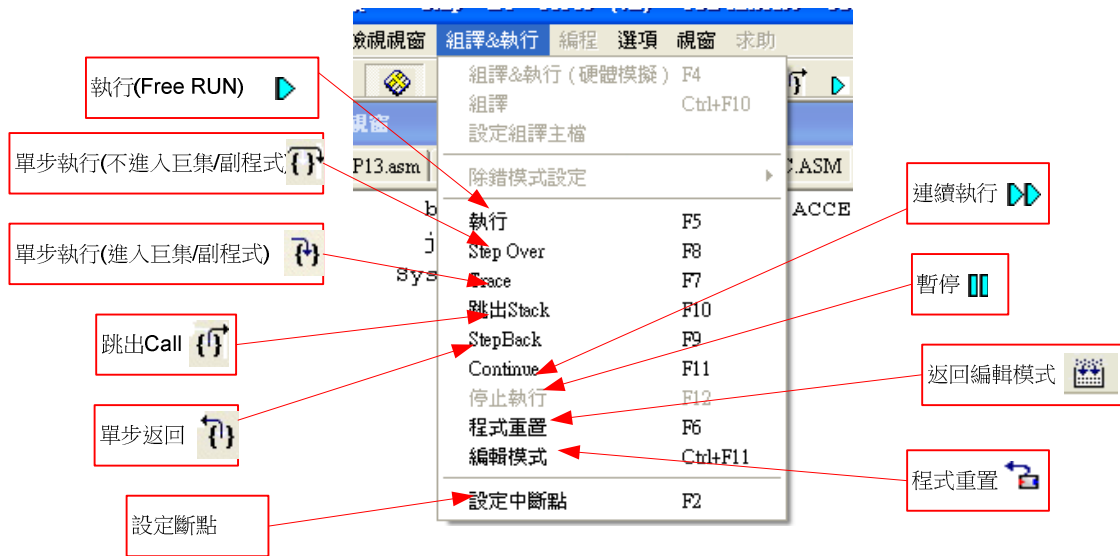 檢視視窗 組譯&執行 編程 選項 視窗 求助
組譯&執行(硬體模擬) F4
組譯 Ctrl+F10
設定組譯主檔
視窗
P13.asm C.ASM
除錯模式設定
ACCE
執行 F5
Step Over F8
Sys
Trace F7
跳出Stack F10
StepBack F9
Continue F11
停止執行 F12
程式重置 F6
編輯模式 Ctrl+F11
設定中斷點 F2
執行(Free RUN)
單步執行(不進入巨集/副程式)
單步執行(進入巨集/副程式)
跳出Call
單步返回
設定斷點
連續執行
暫停
返回編輯模式
程式重置